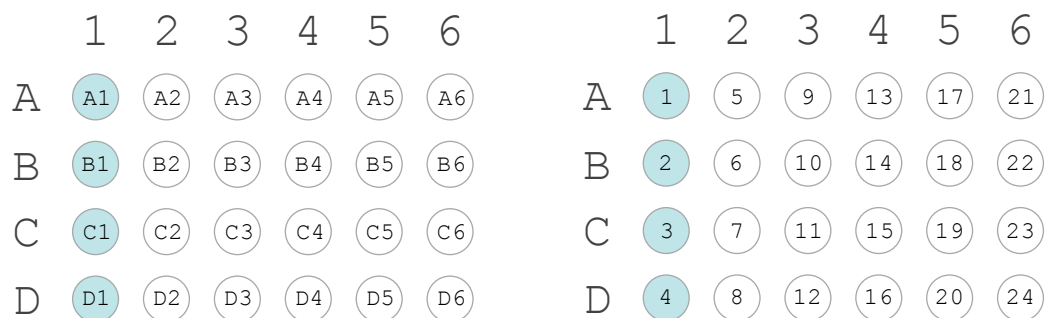 1 2 3 4 5 6
A A1 A2 A3 A4 A5 A6
B B1 B2 B3 B4 B5 B6
C C1 C2 C3 C4 C5 C6
D D1 D2 D3 D4 D5 D6
1 2 3 4 5 6
A 1 5 9 13 17 21
B 2 6 10 14 18 22
C 3 7 11 15 19 23
D 4 8 12 16 20 24